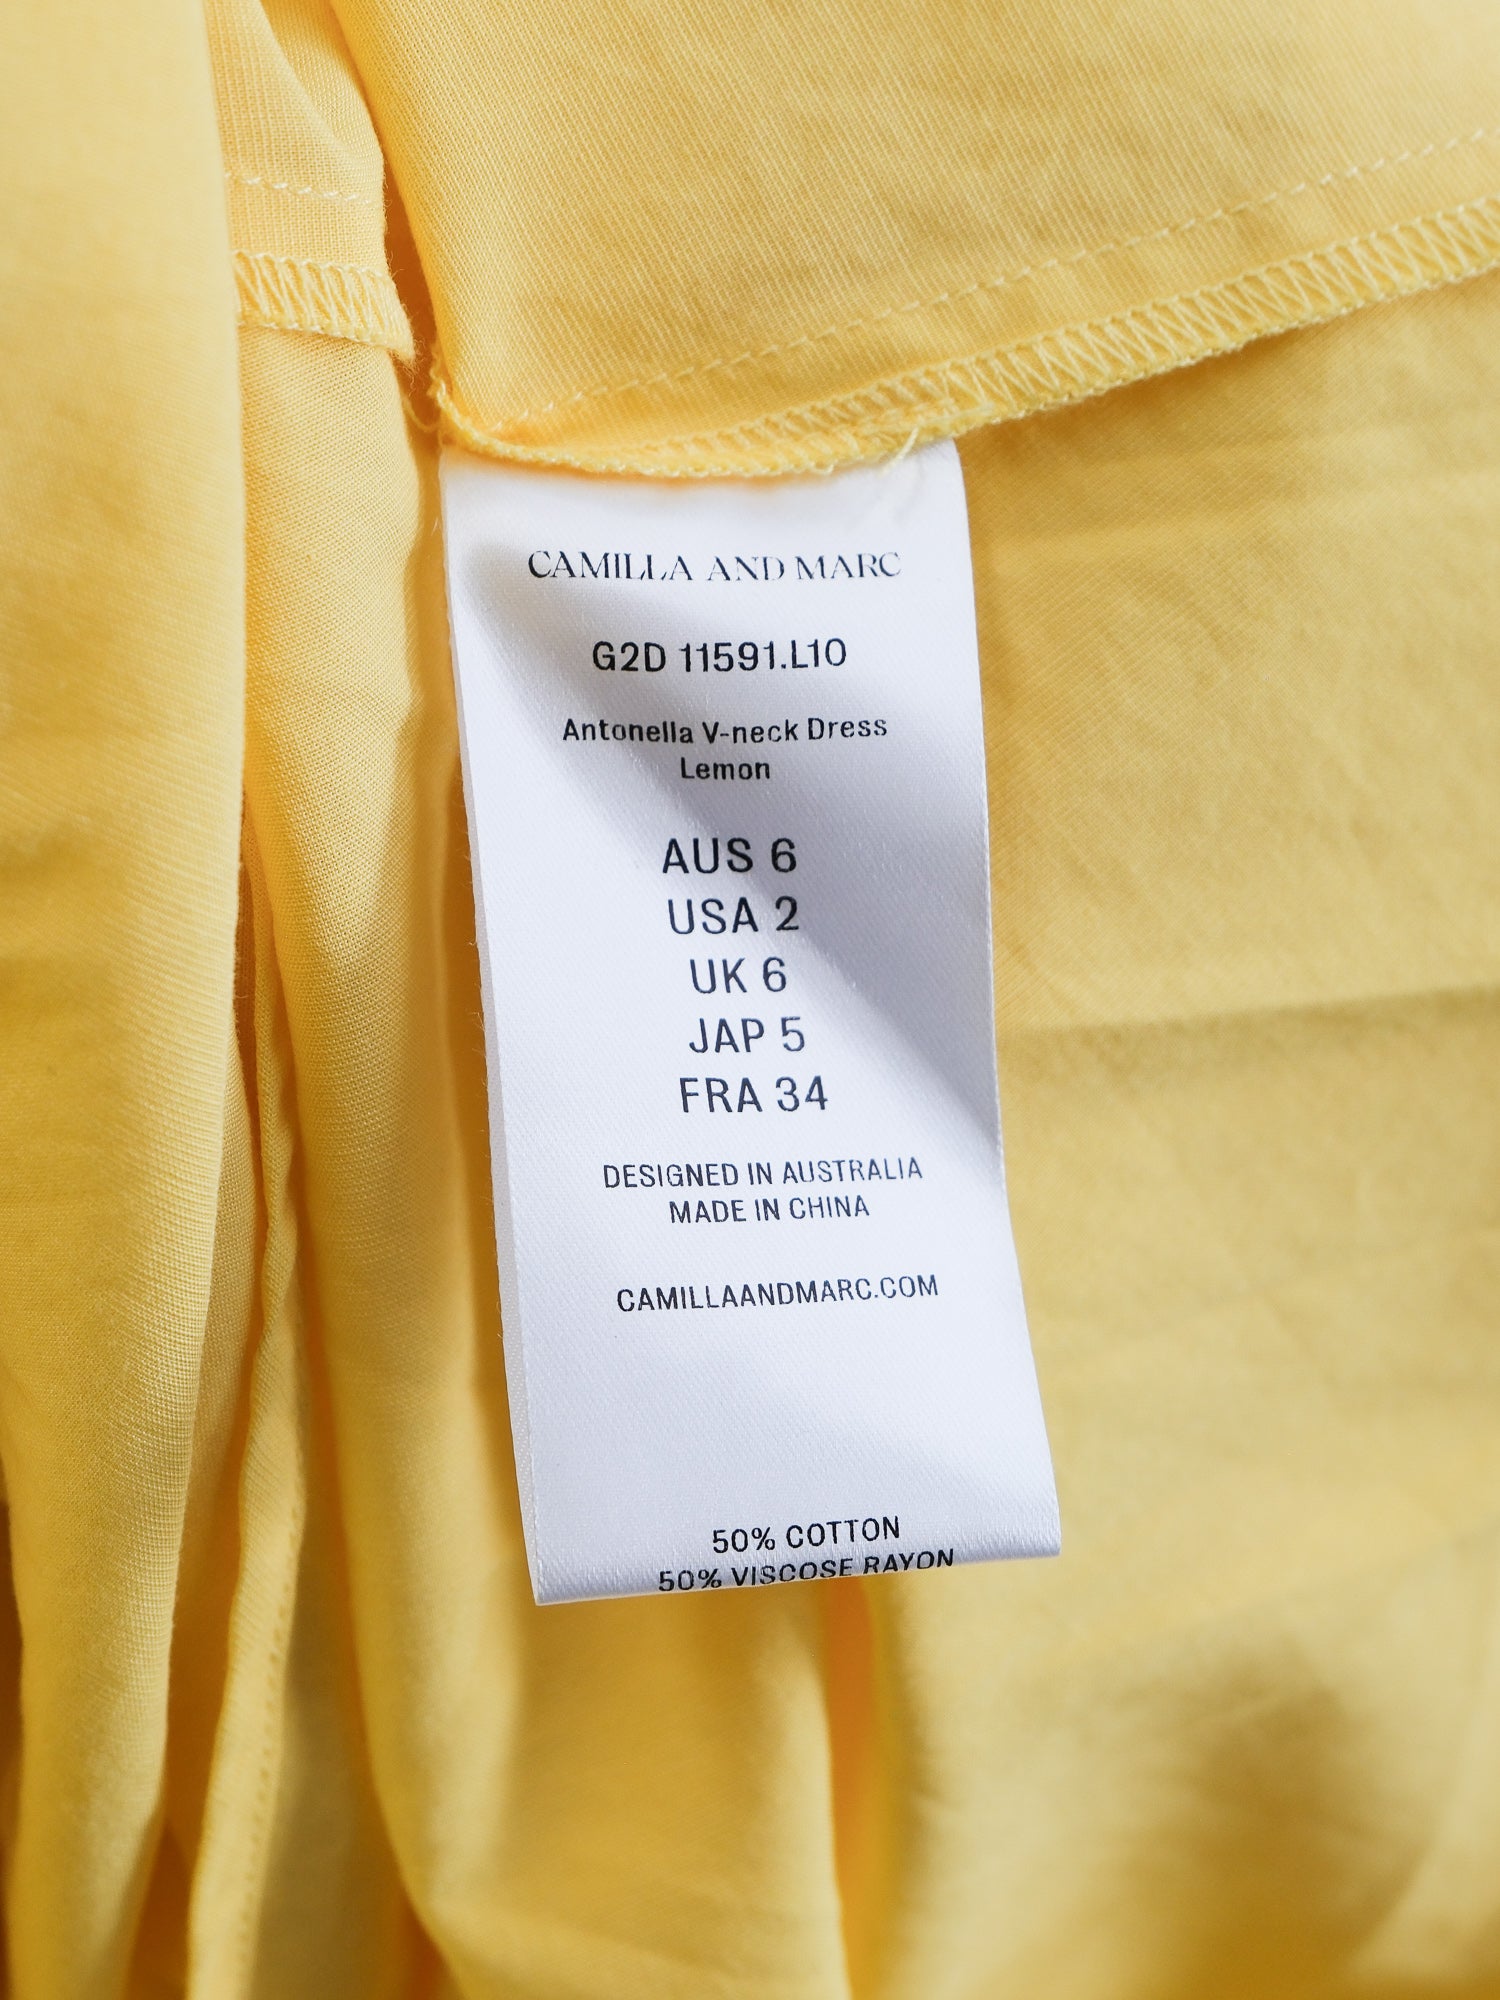 CAMILLA AND MARC
G2D 11591.L10
Antonella V-neck Dress
Lemon
AUS 6
USA 2
UK 6
JAP 5
FRA 34
DESIGNED IN AUSTRALIA
MADE IN CHINA
CAMILLAANDMARC.COM
50% COTTON
50% VISCOSE RAYON